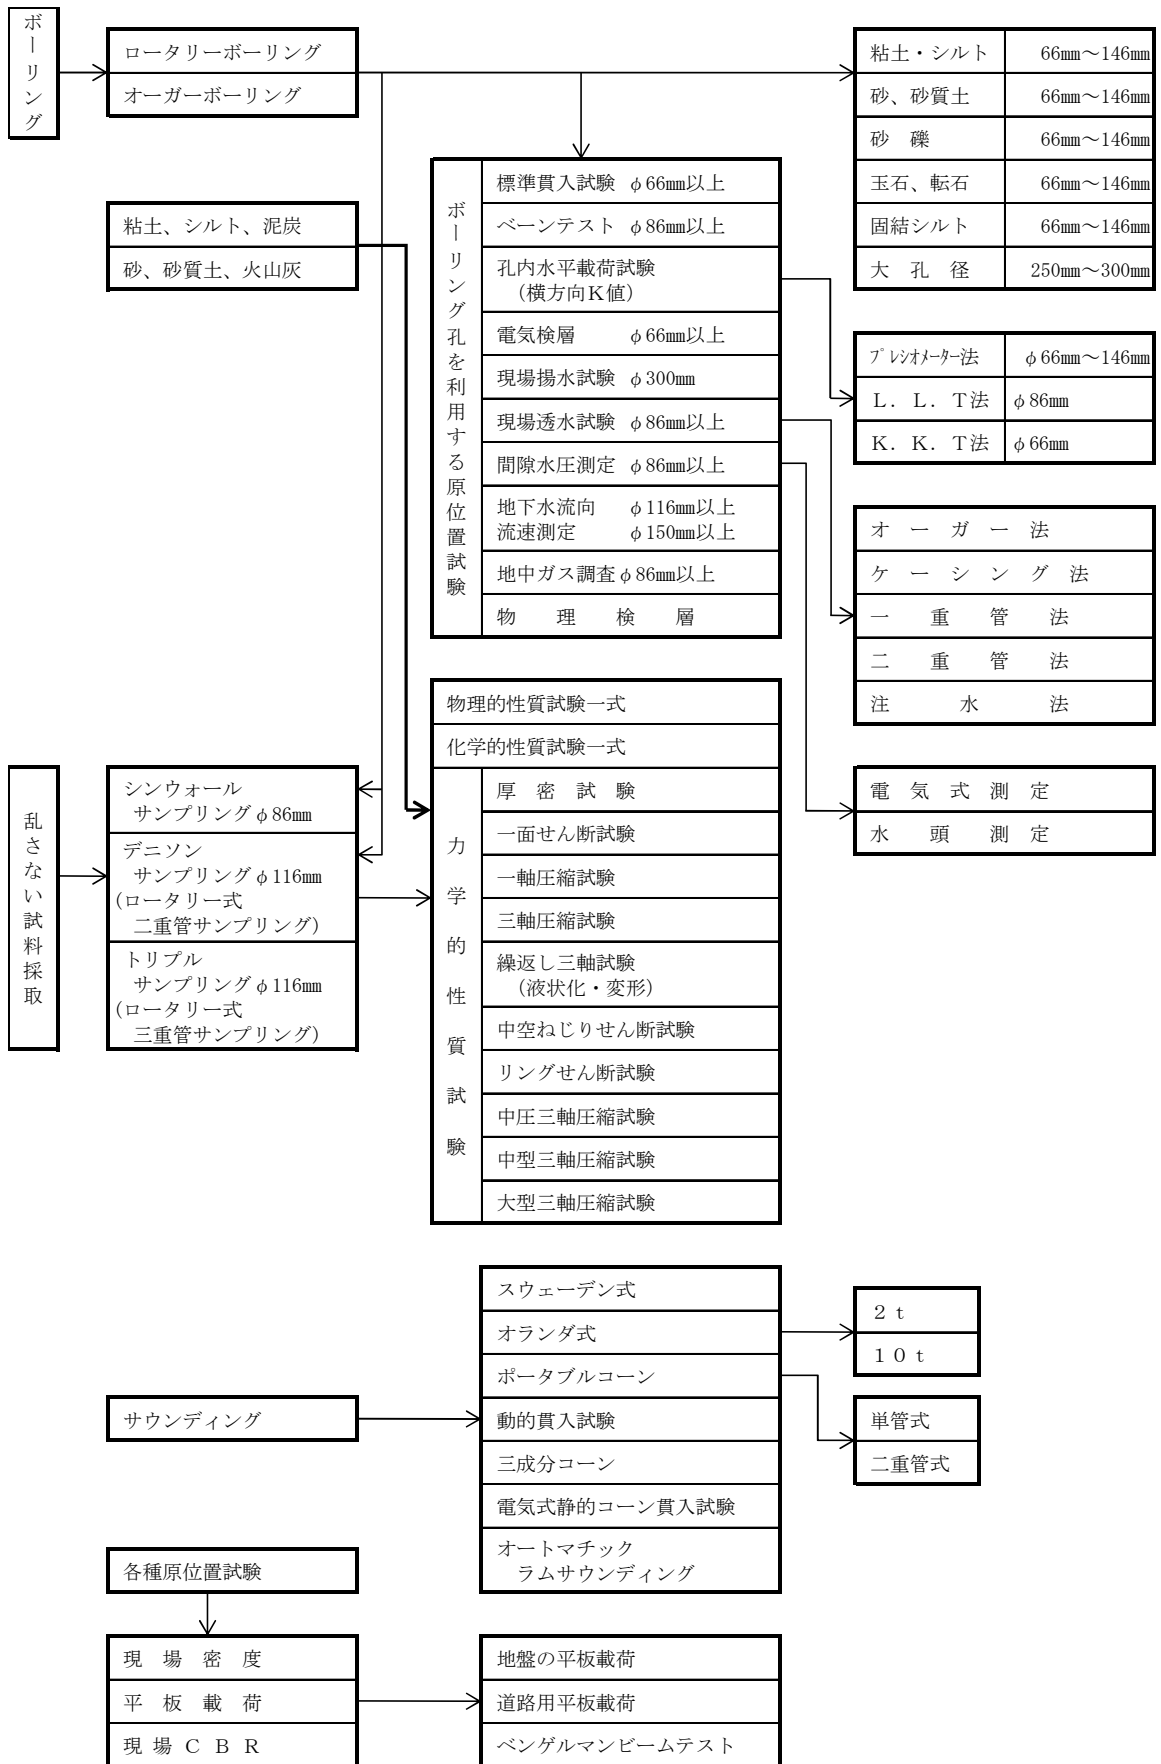 ボーリング
ロータリーボーリング
オーガーボーリング
粘土・シルト 66mm～146mm
砂、砂質土 66mm～146mm
砂 礫 66mm～146mm
玉石、転石 66mm～146mm
固結シルト 66mm～146mm
大 孔 径 250mm～300mm
粘土、シルト、泥炭
砂、砂質土、火山灰
ボーリング孔を利用する原位置試験
標準貫入試験 φ66mm以上
ベーンテスト φ86mm以上
孔内水平載荷試験
（横方向K値）
電気検層 φ66mm以上
現場揚水試験 φ300mm
現場透水試験 φ86mm以上
間隙水圧測定 φ86mm以上
地下水流向 φ116mm以上
流速測定 φ150mm以上
地中ガス調査φ86mm以上
物 理 検 層
プレシオメーター法 φ66mm～146mm
L．L．T法 φ86mm
K．K．T法 φ66mm
オ ー ガ ー 法
ケ ー シ ン グ 法
一 重 管 法
二 重 管 法
注 水 法
電 気 式 測 定
水 頭 測 定
乱さない試料採取
シンウォール
サンプリングφ86mm
デニソン
サンプリングφ116mm
（ロータリー式
二重管サンプリング）
トリプル
サンプリングφ116mm
（ロータリー式
三重管サンプリング）
物理的性質試験一式
化学的性質試験一式
力学的性質試験
厚 密 試 験
一面せん断試験
一軸圧縮試験
三軸圧縮試験
繰返し三軸試験
（液状化・変形）
中空ねじりせん断試験
リングせん断試験
中圧三軸圧縮試験
中型三軸圧縮試験
大型三軸圧縮試験
サウンディング
スウェーデン式
オランダ式
ポータブルコーン
動的貫入試験
三成分コーン
電気式静的コーン貫入試験
オートマチック
ラムサウンディング
２ｔ
１０ｔ
単管式
二重管式
各種原位置試験
現 場 密 度
平 板 載 荷
現 場 C B R
地盤の平板載荷
道路用平板載荷
ベンゲルマンビームテスト